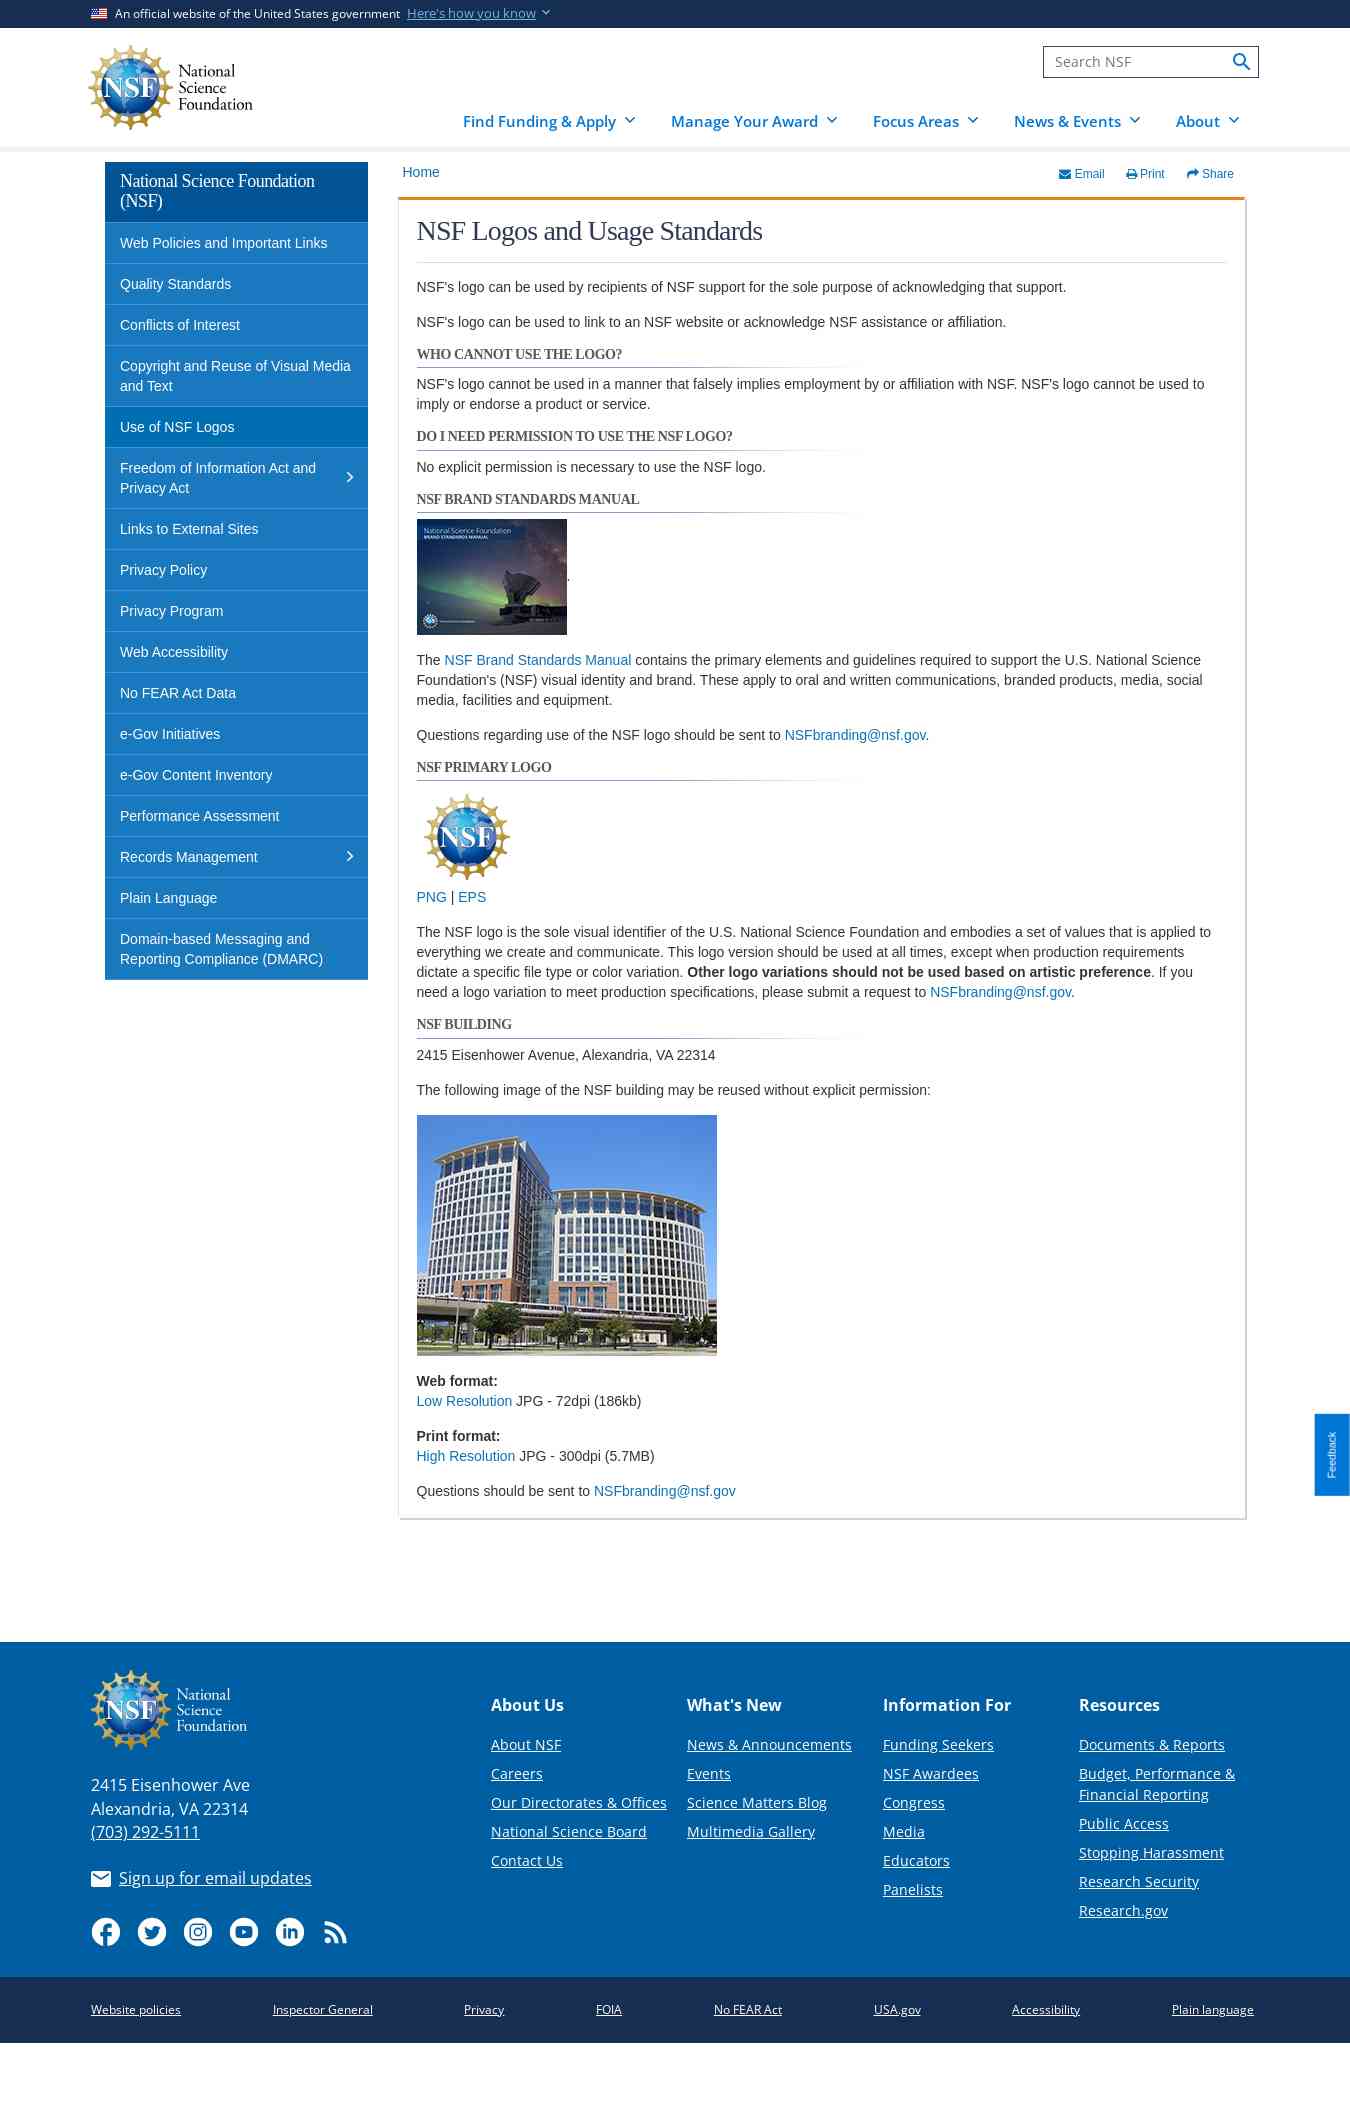 An official website of the United States government Here's how you know
NSF
National
Science
Foundation
Search NSF
Find Funding & Apply
Manage Your Award
Focus Areas
News & Events
About
National Science Foundation
(NSF)
Web Policies and Important Links
Quality Standards
Conflicts of Interest
Copyright and Reuse of Visual Media
and Text
Use of NSF Logos
Freedom of Information Act and
Privacy Act
Links to External Sites
Privacy Policy
Privacy Program
Web Accessibility
No FEAR Act Data
e-Gov Initiatives
e-Gov Content Inventory
Performance Assessment
Records Management
Plain Language
Domain-based Messaging and
Reporting Compliance (DMARC)
Home
Email
Print
Share
NSF Logos and Usage Standards
NSF's logo can be used by recipients of NSF support for the sole purpose of acknowledging that support.
NSF's logo can be used to link to an NSF website or acknowledge NSF assistance or affiliation.
WHO CANNOT USE THE LOGO?
NSF's logo cannot be used in a manner that falsely implies employment by or affiliation with NSF. NSF's logo cannot be used to
imply or endorse a product or service.
DO I NEED PERMISSION TO USE THE NSF LOGO?
No explicit permission is necessary to use the NSF logo.
NSF BRAND STANDARDS MANUAL
National Science Foundation
BRAND STANDARDS MANUAL
.
The NSF Brand Standards Manual contains the primary elements and guidelines required to support the U.S. National Science
Foundation's (NSF) visual identity and brand. These apply to oral and written communications, branded products, media, social
media, facilities and equipment.
Questions regarding use of the NSF logo should be sent to NSFbranding@nsf.gov.
NSF PRIMARY LOGO
NSF
PNG | EPS
The NSF logo is the sole visual identifier of the U.S. National Science Foundation and embodies a set of values that is applied to
everything we create and communicate. This logo version should be used at all times, except when production requirements
dictate a specific file type or color variation. Other logo variations should not be used based on artistic preference. If you
need a logo variation to meet production specifications, please submit a request to NSFbranding@nsf.gov.
NSF BUILDING
2415 Eisenhower Avenue, Alexandria, VA 22314
The following image of the NSF building may be reused without explicit permission:
Web format:
Low Resolution JPG - 72dpi (186kb)
Print format:
High Resolution JPG - 300dpi (5.7MB)
Questions should be sent to NSFbranding@nsf.gov
Feedback
NSF
National
Science
Foundation
2415 Eisenhower Ave
Alexandria, VA 22314
(703) 292-5111
Sign up for email updates
About Us
About NSF
Careers
Our Directorates & Offices
National Science Board
Contact Us
What's New
News & Announcements
Events
Science Matters Blog
Multimedia Gallery
Information For
Funding Seekers
NSF Awardees
Congress
Media
Educators
Panelists
Resources
Documents & Reports
Budget, Performance &
Financial Reporting
Public Access
Stopping Harassment
Research Security
Research.gov
Website policies
Inspector General
Privacy
FOIA
No FEAR Act
USA.gov
Accessibility
Plain language